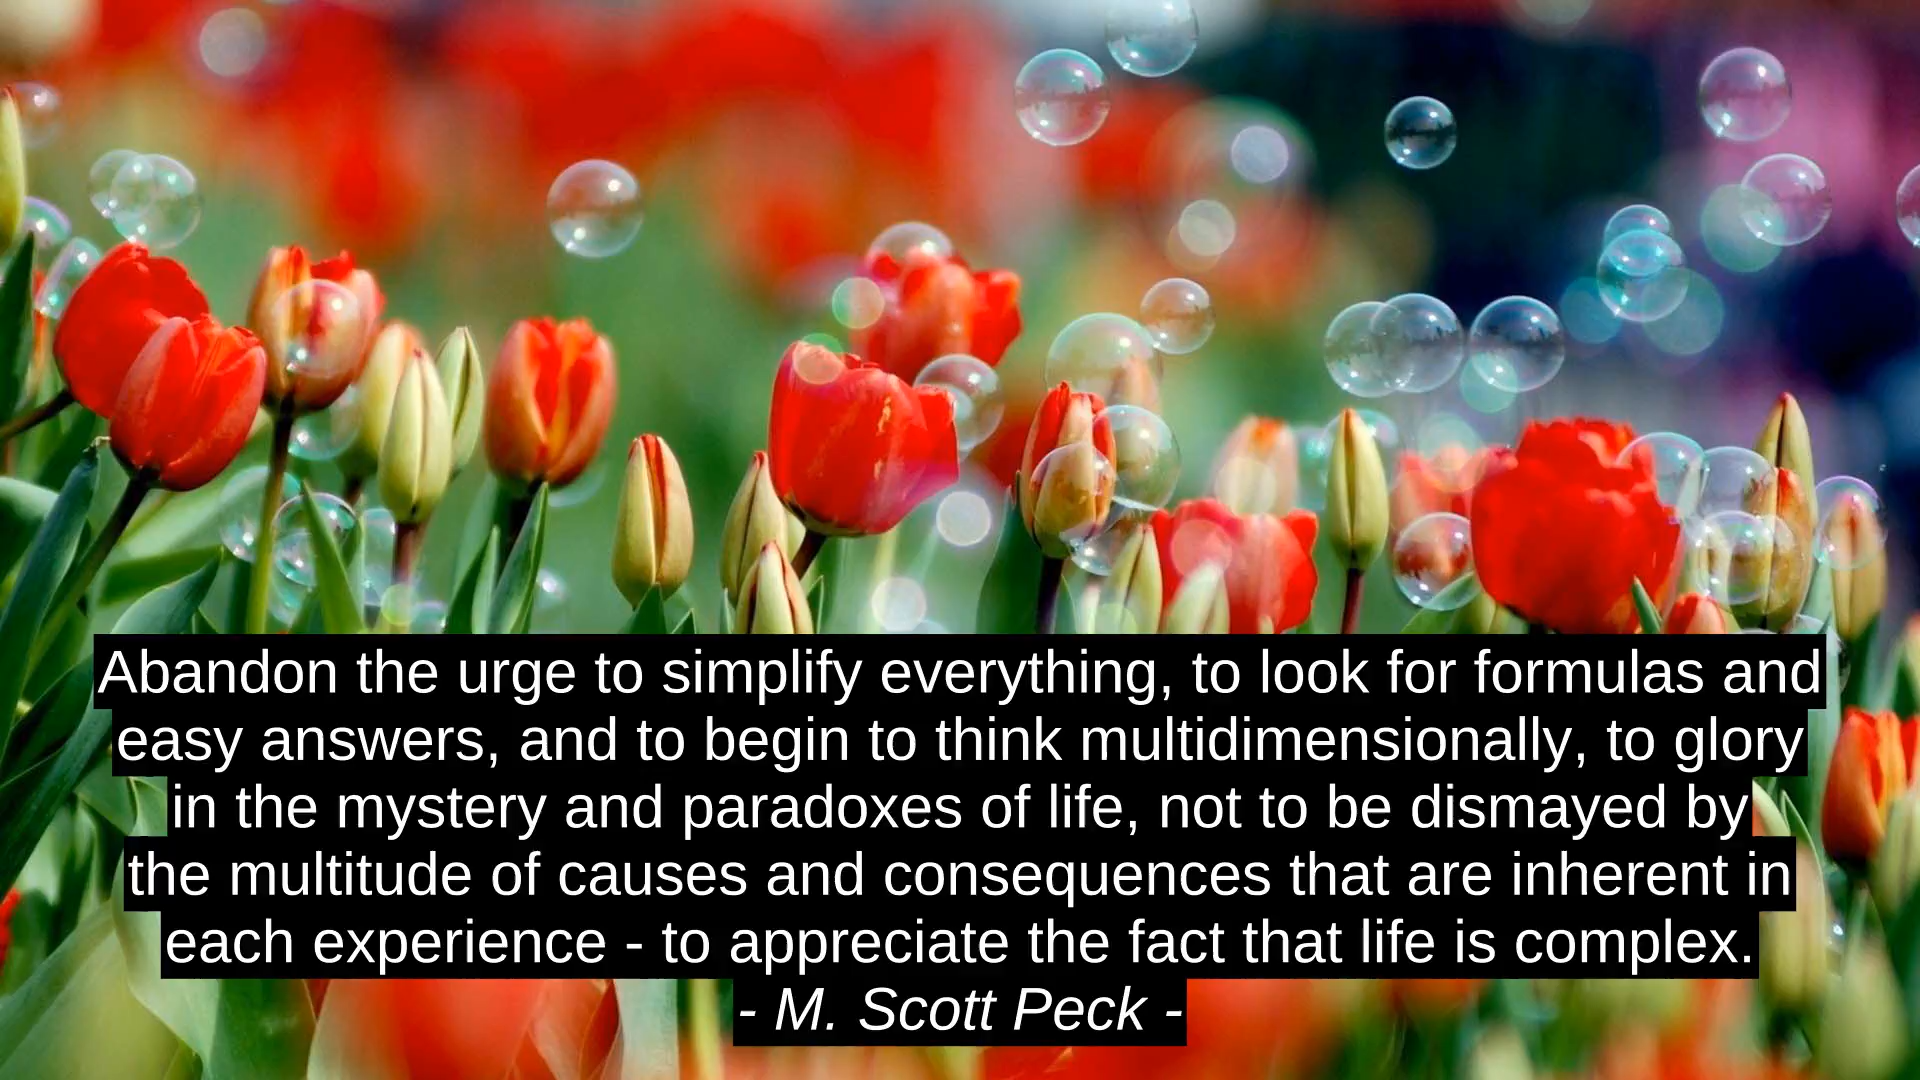 Abandon the urge to simplify everything, to look for formulas and
easy answers, and to begin to think multidimensionally, to glory
in the mystery and paradoxes of life, not to be dismayed by
the multitude of causes and consequences that are inherent in
each experience - to appreciate the fact that life is complex.
- M. Scott Peck -